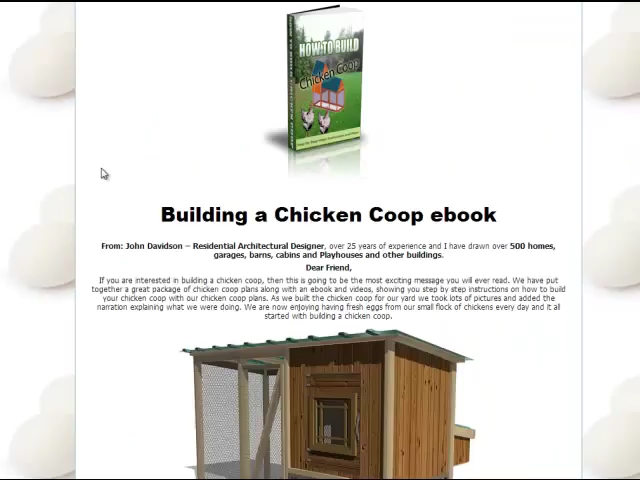 HOW TO BUILD
Chicken Coop
Building a Chicken Coop ebook
From: John Davidson – Residential Architectural Designer, over 25 years of experience and I have drawn over 500 homes,
garages, barns, cabins and Playhouses and other buildings.
Dear Friend,
If you are interested in building a chicken coop, then this is going to be the most exciting message you will ever read. We have put
together a great package of chicken coop plans along with an ebook and videos, showing you step by step instructions on how to build
your chicken coop with our chicken coop plans. As we built the chicken coop for our yard we took lots of pictures and added the
narration explaining what we were doing. We are now enjoying having fresh eggs from our small flock of chickens every day and it all
started with building a chicken coop.